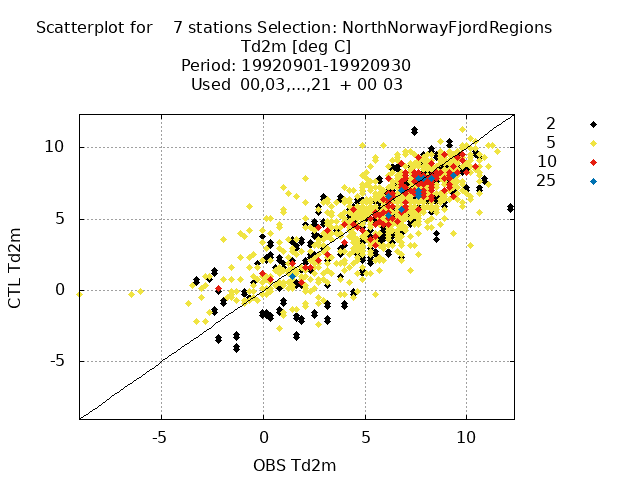 Scatterplot for 7 stations Selection: NorthNorwayFjordRegions
Td2m [deg C]
Period: 19920901-19920930
Used 00,03,...,21 + 00 03
2
5
10
25
10
5
0
-5
CTL Td2m
-5 0 5 10
OBS Td2m